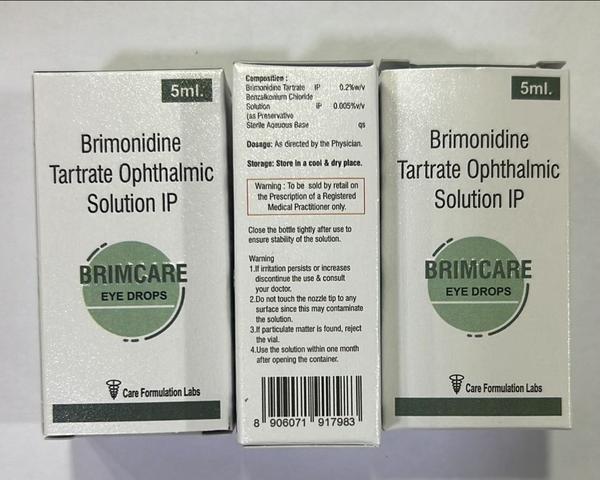 5ml.
Brimonidine
Tartrate Ophthalmic
Solution IP
BRIMCARE
EYE DROPS
Care Formulation Labs
Composition :
Brimonidine Tartrate IP 0.2%w/v
Benzalkonium Chloride
Solution IP 0.005%v/v
(as Preservative
Sterile Aqeuous Base qs
Dosage: As directed by the Physician.
Storage: Store in a cool & dry place.
Warning : To be sold by retail on
the Prescription of a Registered
Medical Practitioner only.
Close the bottle tightly after use to
ensure stability of the solution.
Warning
1.If irritation persists or increases
discontinue the use & consult
your doctor.
2.Do not touch the nozzle tip to any
surface since this may contaminate
the solution.
3.If particulate matter is found, reject
the vial.
4.Use the solution within one month
after opening the container.
8 906071 917983
5ml.
Brimonidine
Tartrate Ophthalmic
Solution IP
BRIMCARE
EYE DROPS
Care Formulation Labs